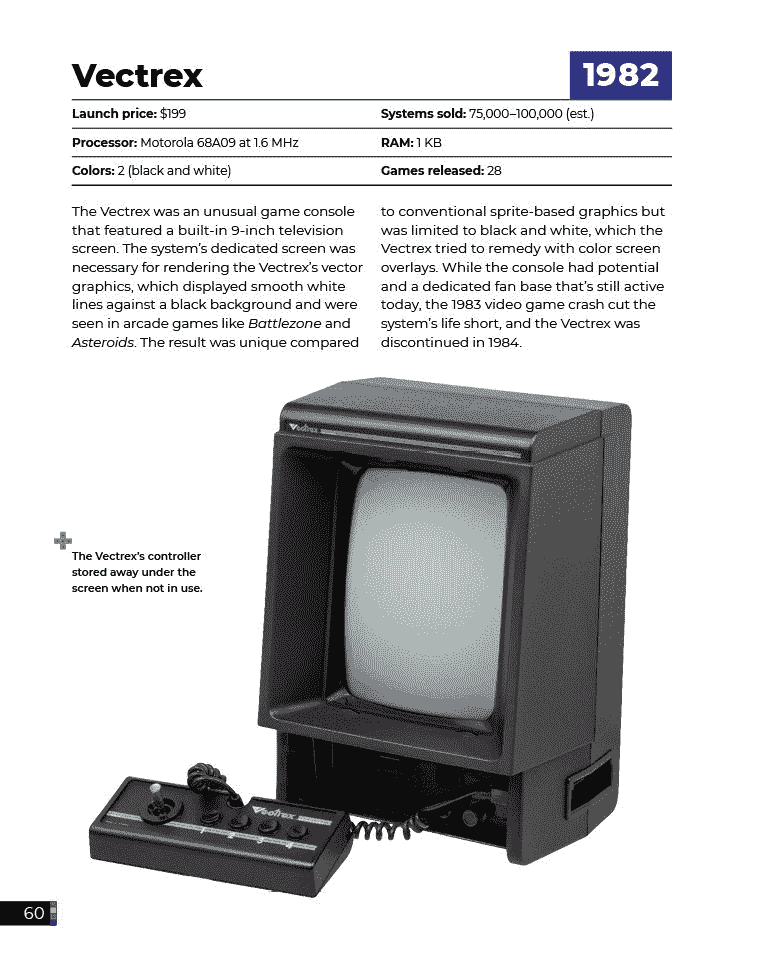 Vectrex
1982
Launch price: $199
Systems sold: 75,000–100,000 (est.)
Processor: Motorola 68A09 at 1.6 MHz
RAM: 1 KB
Colors: 2 (black and white)
Games released: 28
The Vectrex was an unusual game console
that featured a built-in 9-inch television
screen. The system’s dedicated screen was
necessary for rendering the Vectrex’s vector
graphics, which displayed smooth white
lines against a black background and were
seen in arcade games like Battlezone and
Asteroids. The result was unique compared
to conventional sprite-based graphics but
was limited to black and white, which the
Vectrex tried to remedy with color screen
overlays. While the console had potential
and a dedicated fan base that’s still active
today, the 1983 video game crash cut the
system’s life short, and the Vectrex was
discontinued in 1984.
Vectrex
The Vectrex’s controller
stored away under the
screen when not in use.
Vectrex
1 2 3 4
60